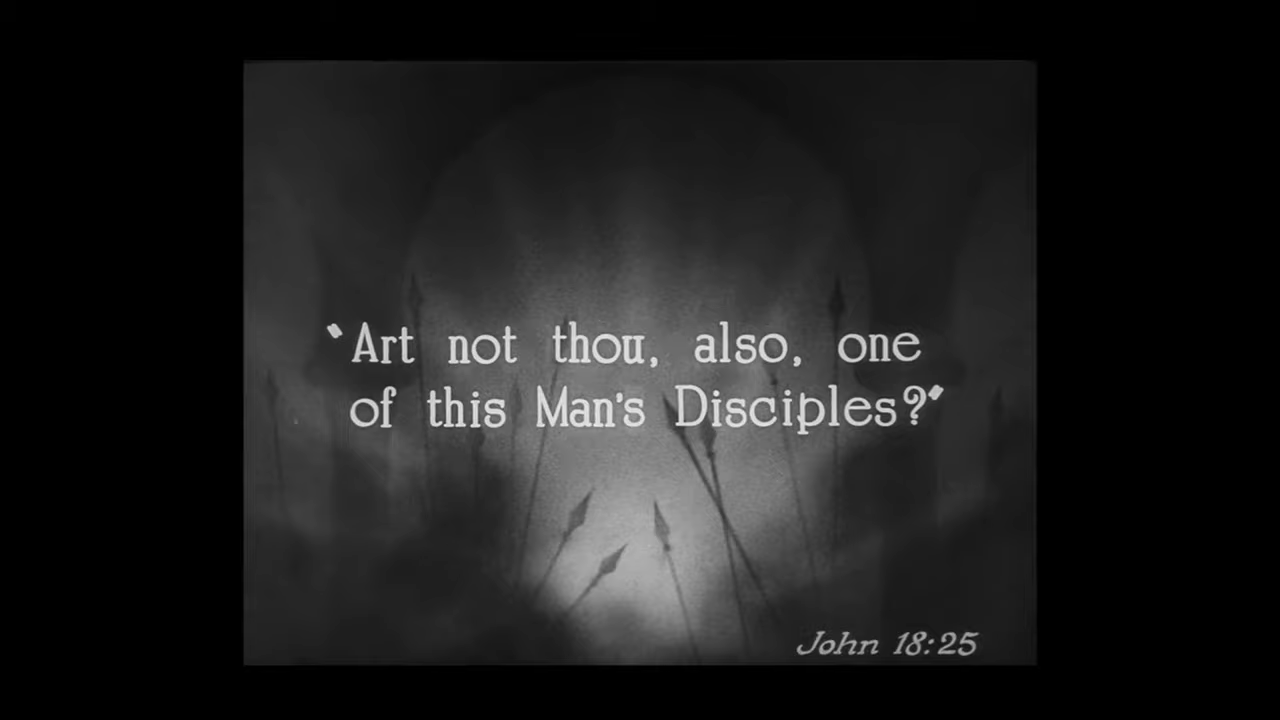 "Art not thou, also, one
of this Man's Disciples?"
John 18:25